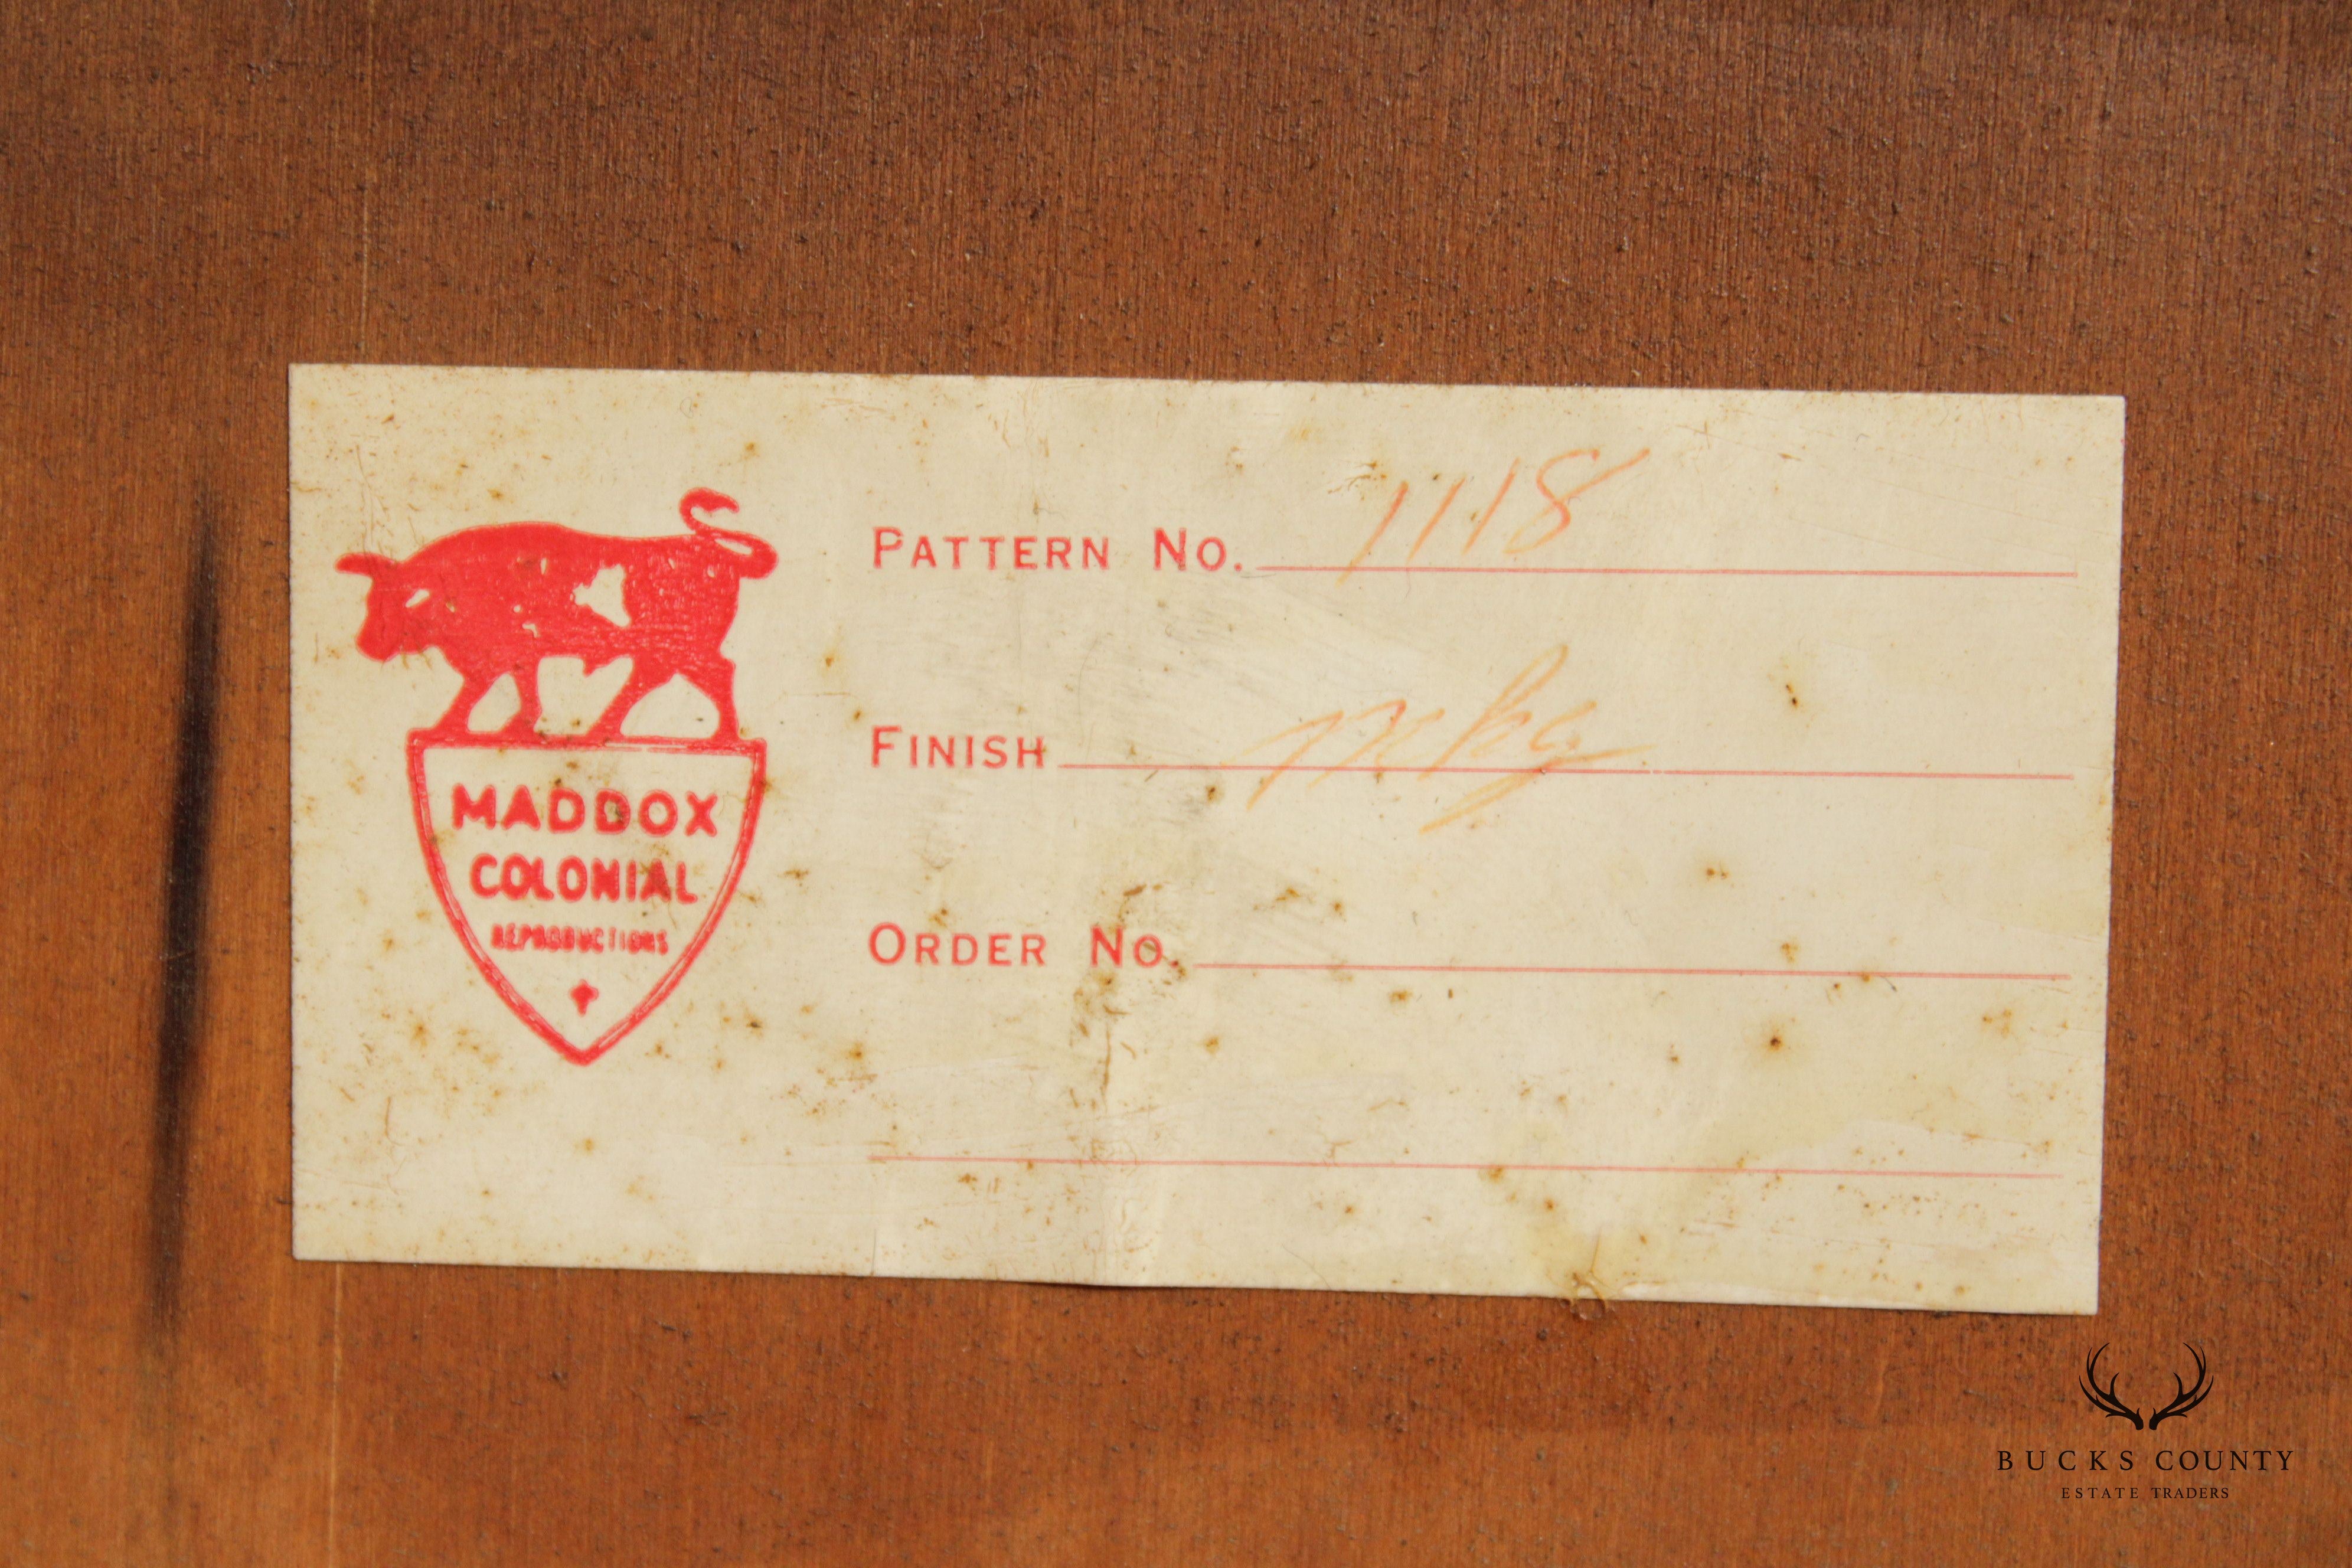 MADDOX
COLONIAL
REPRODUCTIONS
PATTERN NO. 1118
FINISH
ORDER NO.
BUCKS COUNTY
ESTATE TRADERS